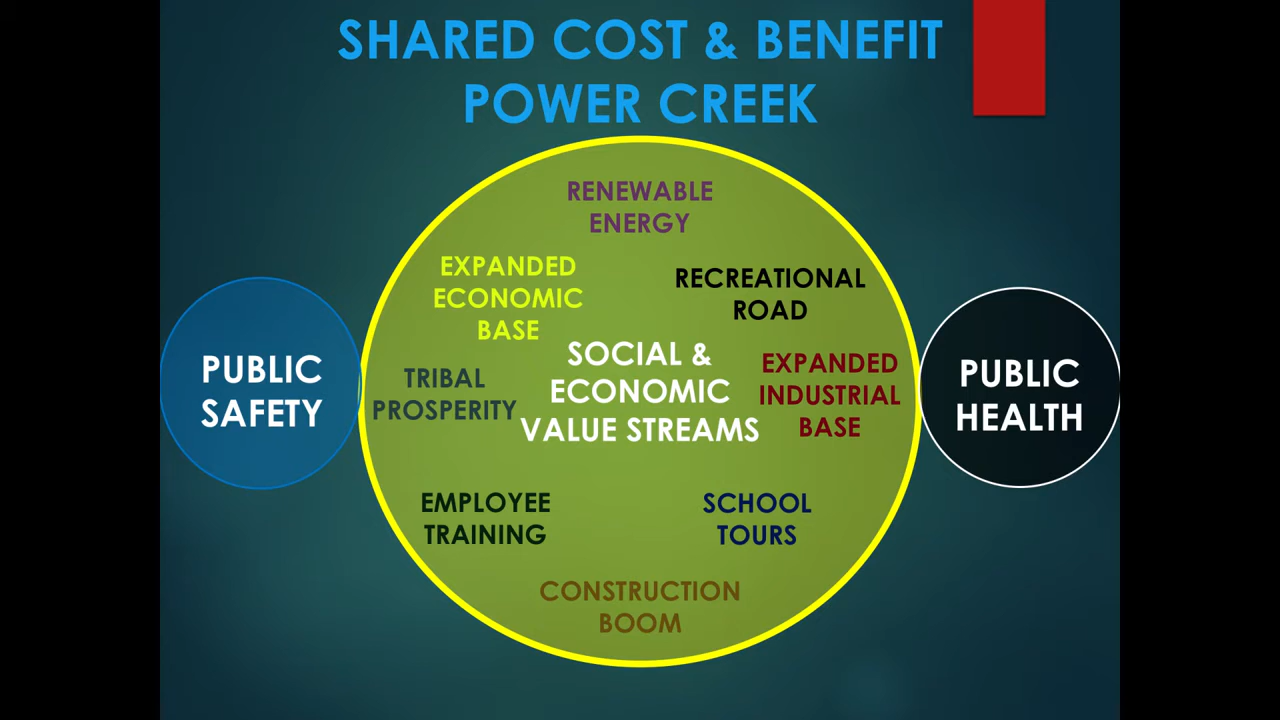 SHARED COST & BENEFIT
POWER CREEK
RENEWABLE
ENERGY
EXPANDED
ECONOMIC
BASE
RECREATIONAL
ROAD
SOCIAL &
ECONOMIC
VALUE STREAMS
TRIBAL
PROSPERITY
EXPANDED
INDUSTRIAL
BASE
PUBLIC
SAFETY
PUBLIC
HEALTH
EMPLOYEE
TRAINING
SCHOOL
TOURS
CONSTRUCTION
BOOM